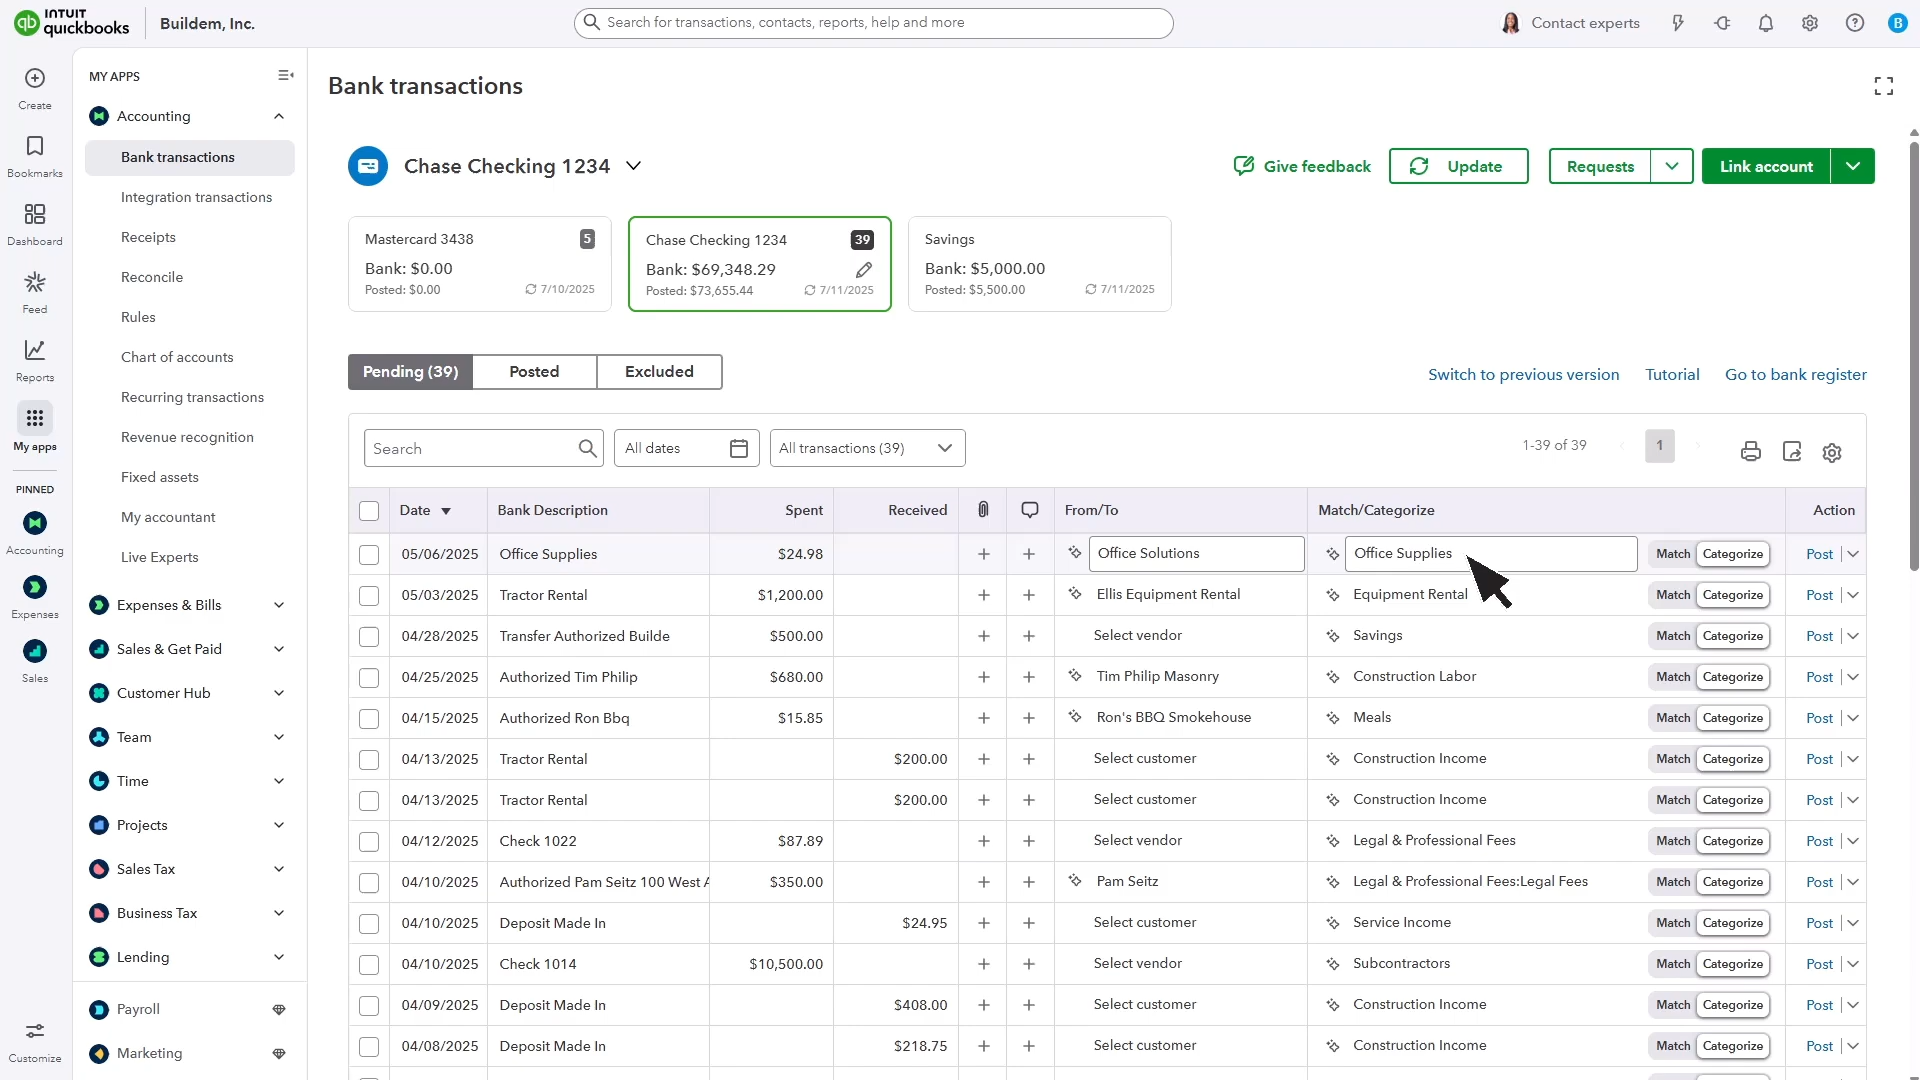 INTUIT
quickbooks
Buildem, Inc.
Search for transactions, contacts, reports, help and more
Contact experts
B
Create
Bookmarks
Dashboard
Feed
Reports
My apps
PINNED
Accounting
Expenses
Sales
Customize
MY APPS
Accounting
Bank transactions
Integration transactions
Receipts
Reconcile
Rules
Chart of accounts
Recurring transactions
Revenue recognition
Fixed assets
My accountant
Live Experts
Expenses & Bills
Sales & Get Paid
Customer Hub
Team
Time
Projects
Sales Tax
Business Tax
Lending
Payroll
Marketing
Bank transactions
Chase Checking 1234
Give feedback
Update
Requests
Link account
Mastercard 3438 5
Bank: $0.00
Posted: $0.00 7/10/2025
Chase Checking 1234 39
Bank: $69,348.29
Posted: $73,655.44 7/11/2025
Savings
Bank: $5,000.00
Posted: $5,500.00 7/11/2025
Pending (39) Posted Excluded
Switch to previous version Tutorial Go to bank register
Search All dates All transactions (39) 1-39 of 39 1
Date Bank Description Spent Received From/To Match/Categorize Action
05/06/2025 Office Supplies $24.98 + + Office Solutions Office Supplies Match Categorize Post
05/03/2025 Tractor Rental $1,200.00 + + Ellis Equipment Rental Equipment Rental Match Categorize Post
04/28/2025 Transfer Authorized Builde $500.00 + + Select vendor Savings Match Categorize Post
04/25/2025 Authorized Tim Philip $680.00 + + Tim Philip Masonry Construction Labor Match Categorize Post
04/15/2025 Authorized Ron Bbq $15.85 + + Ron's BBQ Smokehouse Meals Match Categorize Post
04/13/2025 Tractor Rental $200.00 + + Select customer Construction Income Match Categorize Post
04/13/2025 Tractor Rental $200.00 + + Select customer Construction Income Match Categorize Post
04/12/2025 Check 1022 $87.89 + + Select vendor Legal & Professional Fees Match Categorize Post
04/10/2025 Authorized Pam Seitz 100 West A $350.00 + + Pam Seitz Legal & Professional Fees:Legal Fees Match Categorize Post
04/10/2025 Deposit Made In $24.95 + + Select customer Service Income Match Categorize Post
04/10/2025 Check 1014 $10,500.00 + + Select vendor Subcontractors Match Categorize Post
04/09/2025 Deposit Made In $408.00 + + Select customer Construction Income Match Categorize Post
04/08/2025 Deposit Made In $218.75 + + Select customer Construction Income Match Categorize Post